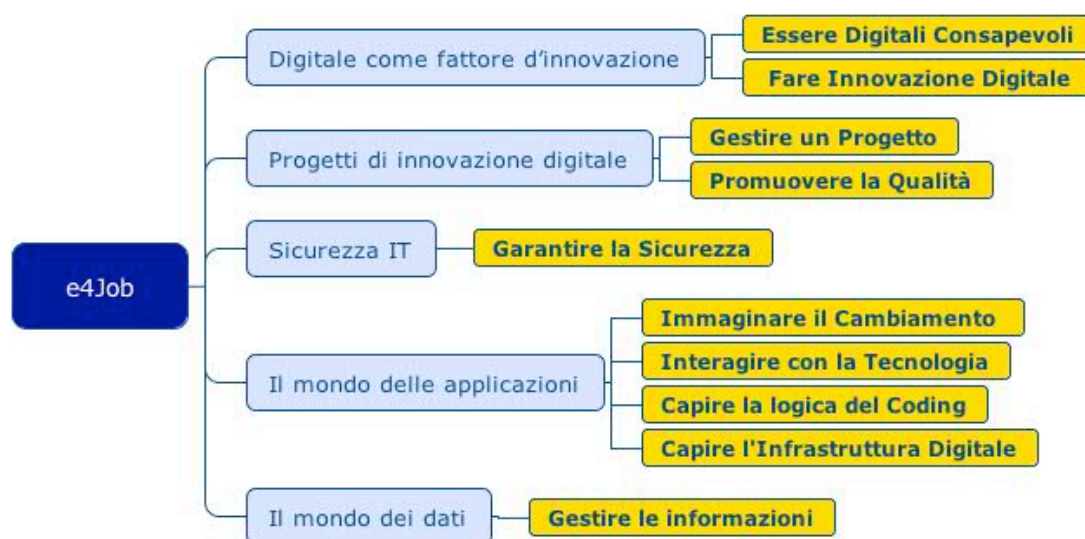 e4Job
Digitale come fattore d’innovazione
Essere Digitali Consapevoli
Fare Innovazione Digitale
Progetti di innovazione digitale
Gestire un Progetto
Promuovere la Qualità
Sicurezza IT
Garantire la Sicurezza
Il mondo delle applicazioni
Immaginare il Cambiamento
Interagire con la Tecnologia
Capire la logica del Coding
Capire l'Infrastruttura Digitale
Il mondo dei dati
Gestire le informazioni